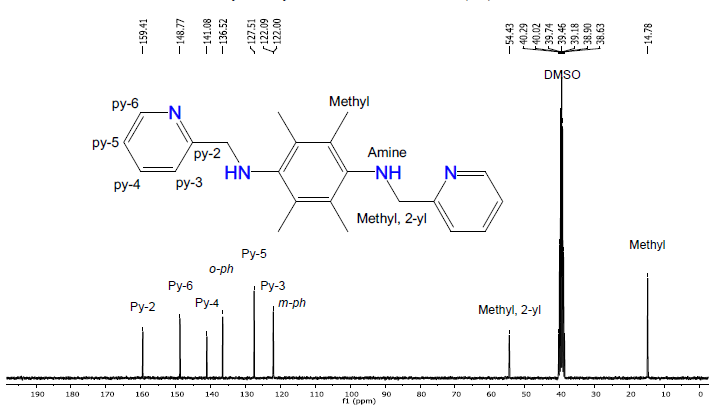 159.41
148.77
141.08
136.52
127.51
122.09
122.00
54.43
40.29
40.02
39.74
39.46
39.18
38.90
38.63
14.78
DMSO
py-6
N
Methyl
py-5
py-2
Amine
HN
NH
N
py-4
py-3
Methyl, 2-yl
Py-5
Methyl
o-ph
Py-6
Py-3
Py-4
m-ph
Py-2
Methyl, 2-yl
190 180 170 160 150 140 130 120 110 100 90 80 70 60 50 40 30 20 10 0
f1 (ppm)